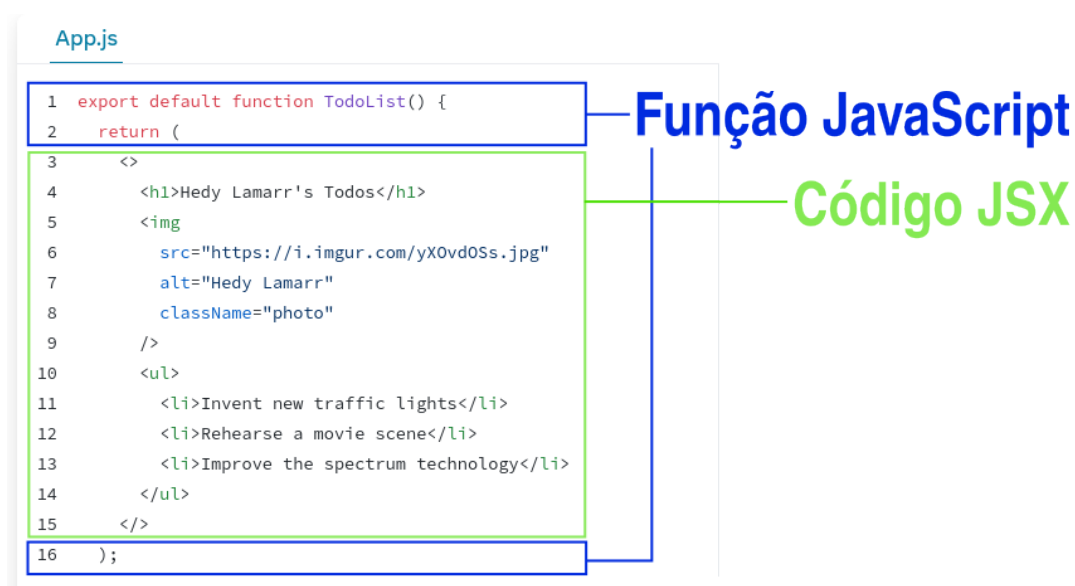 App.js
1 export default function TodoList() {
Função JavaScript
2   return (
3     <>
4       <h1>Hedy Lamarr's Todos</h1>
Código JSX
5       <img
6         src="https://i.imgur.com/yXOvdOSs.jpg"
7         alt="Hedy Lamarr"
8         className="photo"
9       />
10       <ul>
11         <li>Invent new traffic lights</li>
12         <li>Rehearse a movie scene</li>
13         <li>Improve the spectrum technology</li>
14       </ul>
15     </>
16   );